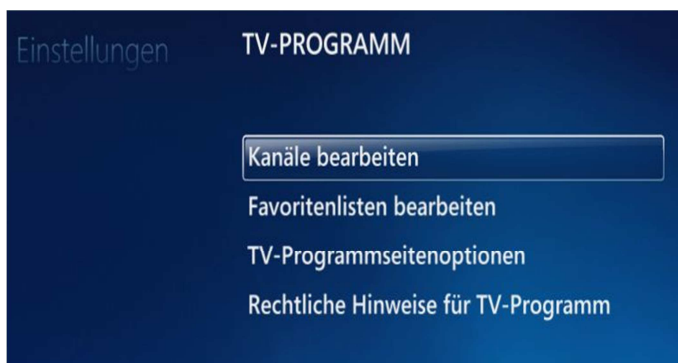 Einstellungen
TV-PROGRAMM
Kanäle bearbeiten
Favoritenlisten bearbeiten
TV-Programmseitenoptionen
Rechtliche Hinweise für TV-Programm